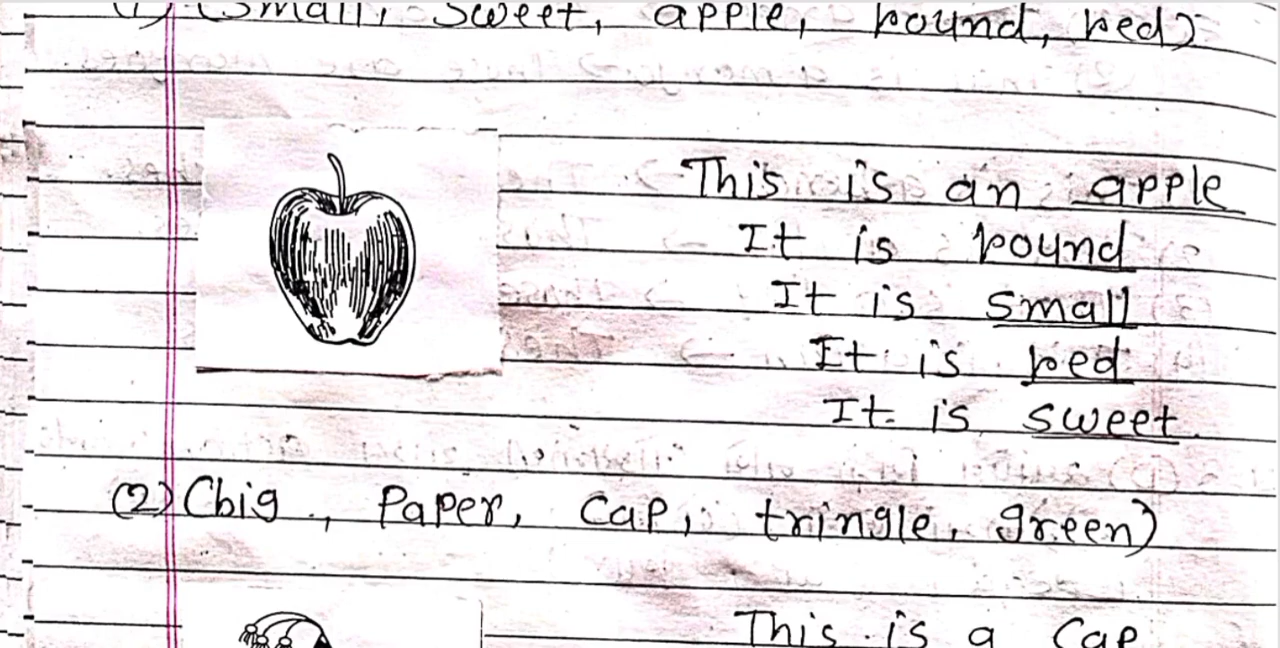 (1) (Small, Sweet, apple, round, red)
This is an apple
It is round
It is small
It is red
It is sweet.
(2) (big, Paper, Cap, tringle, green)
This is a Cap